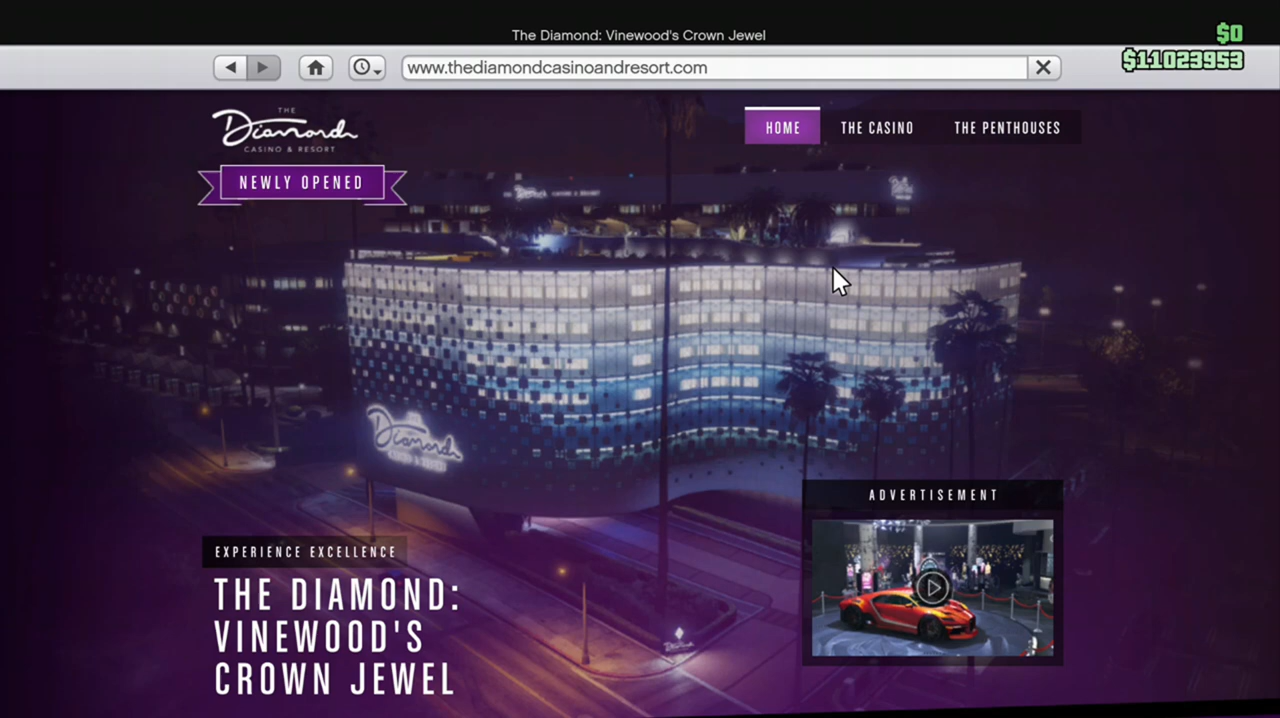 The Diamond: Vinewood's Crown Jewel
$0
$11023953
www.thediamondcasinoandresort.com
THE
Diamond
CASINO & RESORT
HOME
THE CASINO
THE PENTHOUSES
NEWLY OPENED
Diamond
ADVERTISEMENT
EXPERIENCE EXCELLENCE
THE DIAMOND:
VINEWOOD'S
CROWN JEWEL